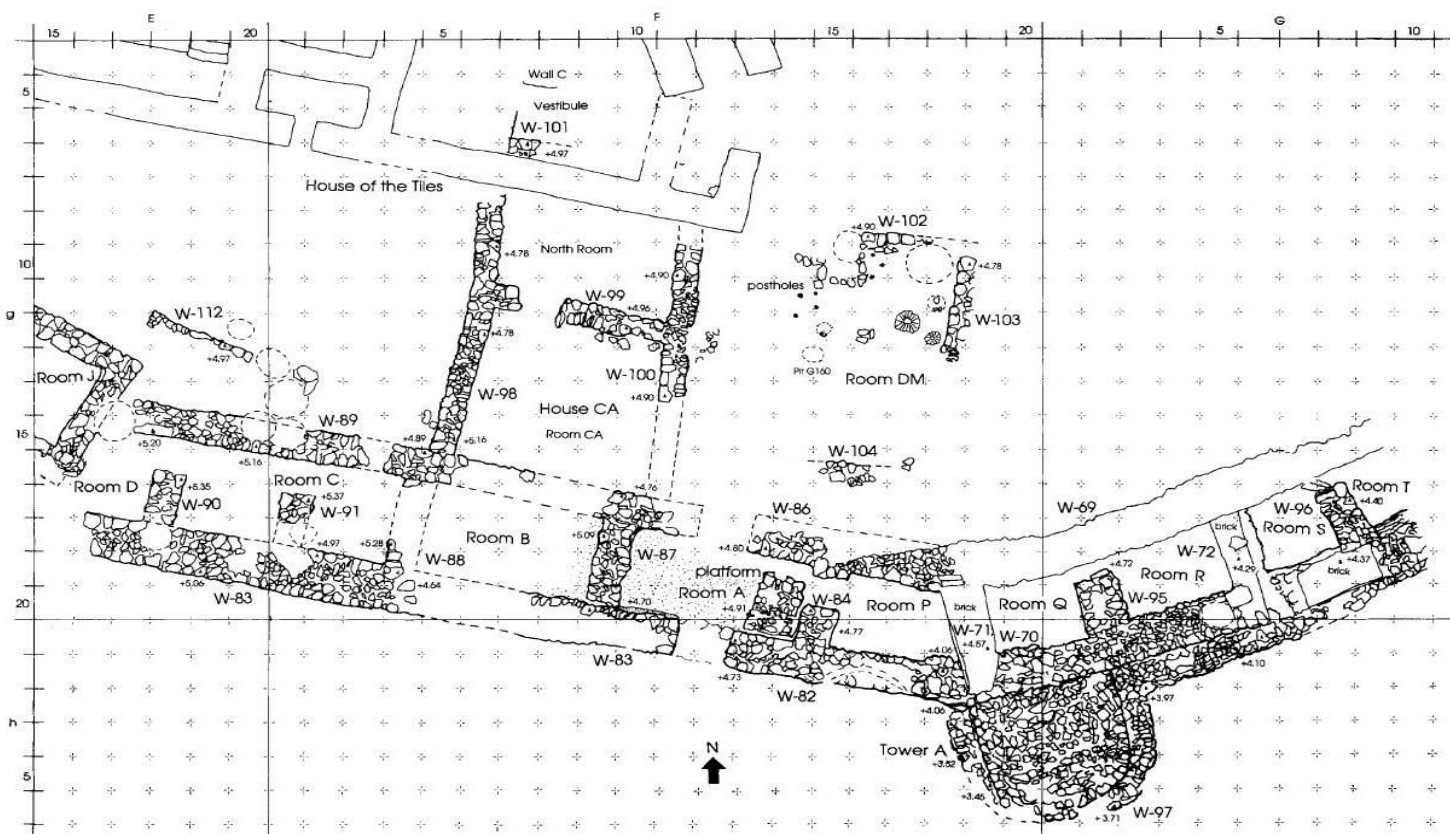 E F G
15 20 5 10 15 20 5 10
5
10
g
15
20
h
5
Wall C
Vestibule
W-101
+4.97
House of the Tiles
W-102
+4.90
North Room
+4.78
+4.78
+4.90
postholes
W-99
+4.96
W-103
W-112
+4.97
+4.78
Pit G160
Room J
W-100
Room DM
W-98
+4.90
House CA
W-89
+4.89
+5.16
Room CA
+5.20
+5.16
W-104
Room D
+5.35
Room C
+5.37
+4.76
W-69
W-96
Room T
+4.40
W-90
W-91
W-86
brick
Room S
+4.97
+5.28
W-88
Room B
+5.09
W-87
+4.80
W-72
+4.37
platform
+4.72
Room R
+4.29
brick
+5.06
+4.64
Room A
W-84
Room P
brick
Room Q
W-95
W-83
+4.70
+4.91
+4.77
W-71
+4.57
W-70
W-83
+4.06
+4.10
+4.73
W-82
+4.06
+3.97
N
Tower A
+3.52
+3.45
+3.71
W-97